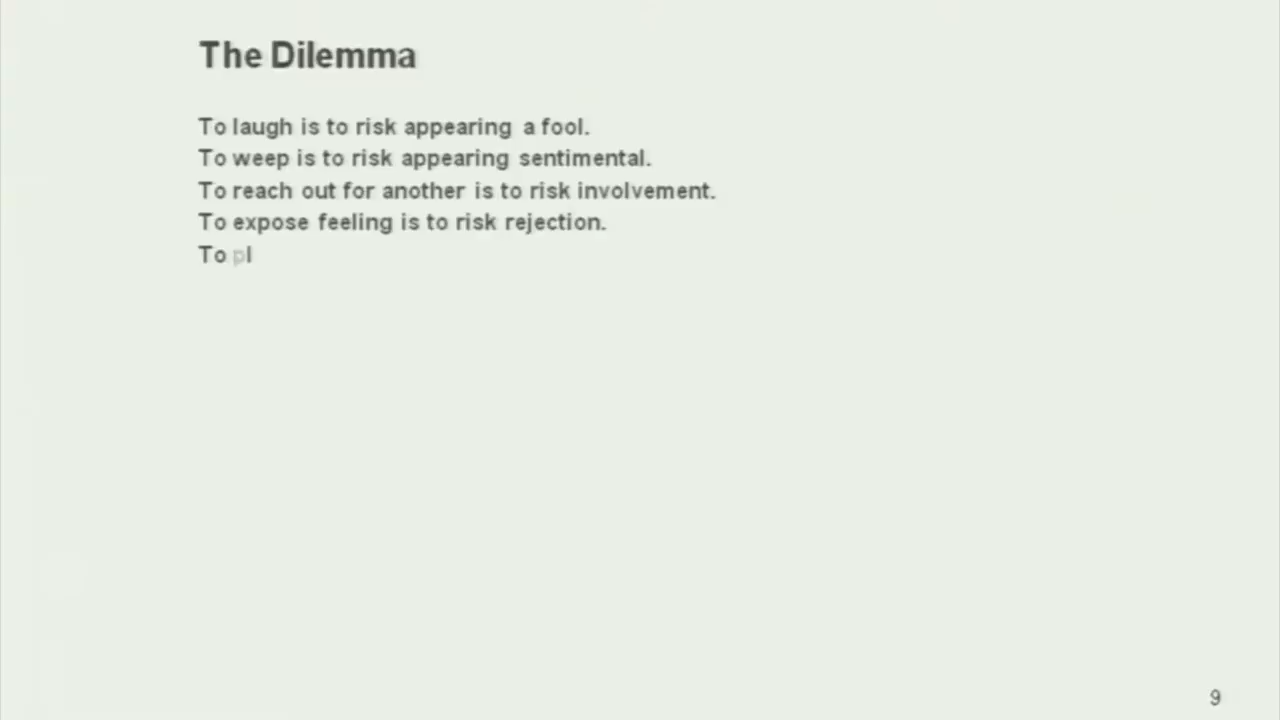 The Dilemma
To laugh is to risk appearing a fool.
To weep is to risk appearing sentimental.
To reach out for another is to risk involvement.
To expose feeling is to risk rejection.
To pl
9